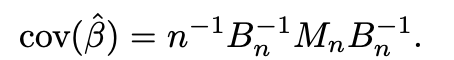 cov(β̂) = n⁻¹Bₙ⁻¹MₙBₙ⁻¹.